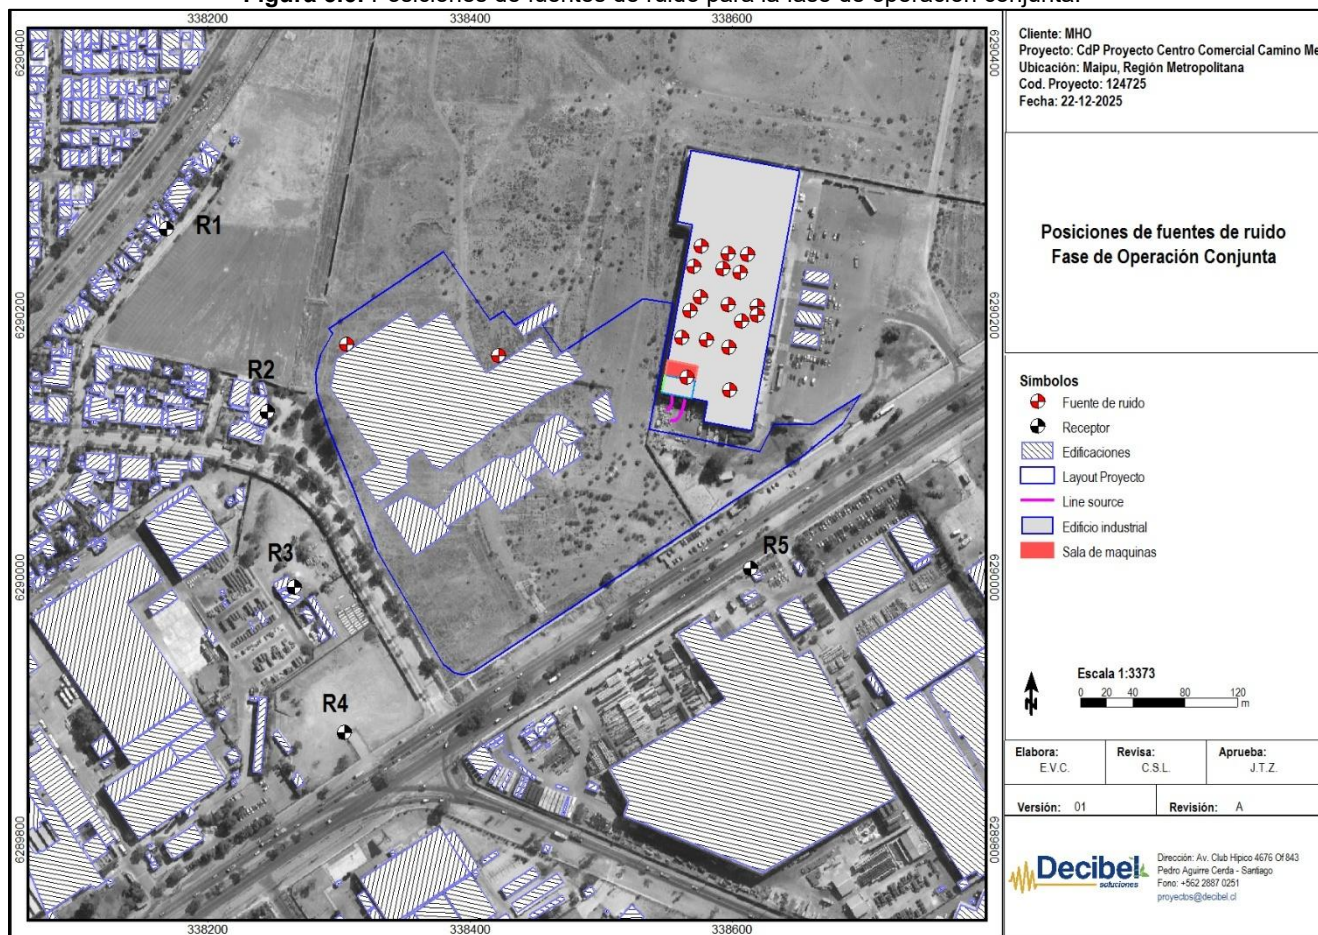 Figura 3.3. Posiciones de fuentes de ruido para la fase de operación conjunta.
338200 338400 338600
6290400 6290400
Cliente: MHO
Proyecto: CdP Proyecto Centro Comercial Camino Me
Ubicación: Maipu, Región Metropolitana
Cod. Proyecto: 124725
Fecha: 22-12-2025
Posiciones de fuentes de ruido
Fase de Operación Conjunta
R1
6290200 6290200
R2
R3
R5
6290000 6290000
R4
6289800 6289800
338200 338400 338600
Simbolos
Fuente de ruido
Receptor
Edificaciones
Layout Proyecto
Line source
Edificio industrial
Sala de maquinas
N
Escala 1:3373
0 20 40 80 120
m
Elabora: Revisa: Aprueba:
E.V.C. C.S.L. J.T.Z.
Versión: 01 Revisión: A
Decibel
soluciones
Dirección: Av. Club Hipico 4676 Of 843
Pedro Aguirre Cerda - Santiago
Fono: +562 2887 0251
proyectos@decibel.cl